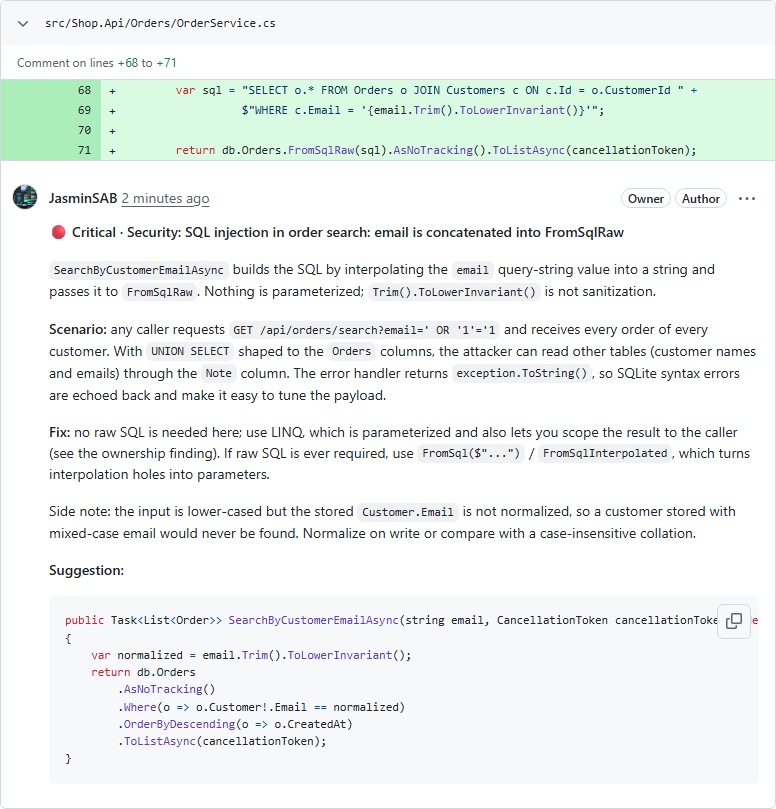 src/Shop.Api/Orders/OrderService.cs
Comment on lines +68 to +71
68 + var sql = "SELECT o.* FROM Orders o JOIN Customers c ON c.Id = o.CustomerId " +
69 + $"WHERE c.Email = '{email.Trim().ToLowerInvariant()}'";
70 +
71 + return db.Orders.FromSqlRaw(sql).AsNoTracking().ToListAsync(cancellationToken);
JasminSAB 2 minutes ago Owner Author ...
Critical · Security: SQL injection in order search: email is concatenated into FromSqlRaw
SearchByCustomerEmailAsync builds the SQL by interpolating the email query-string value into a string and
passes it to FromSqlRaw. Nothing is parameterized; Trim().ToLowerInvariant() is not sanitization.
Scenario: any caller requests GET /api/orders/search?email=' OR '1'='1 and receives every order of every
customer. With UNION SELECT shaped to the Orders columns, the attacker can read other tables (customer names
and emails) through the Note column. The error handler returns exception.ToString(), so SQLite syntax errors
are echoed back and make it easy to tune the payload.
Fix: no raw SQL is needed here; use LINQ, which is parameterized and also lets you scope the result to the caller
(see the ownership finding). If raw SQL is ever required, use FromSql($"...") / FromSqlInterpolated, which turns
interpolation holes into parameters.
Side note: the input is lower-cased but the stored Customer.Email is not normalized, so a customer stored with
mixed-case email would never be found. Normalize on write or compare with a case-insensitive collation.
Suggestion:
public Task<List<Order>> SearchByCustomerEmailAsync(string email, CancellationToken cancellationToke
{
var normalized = email.Trim().ToLowerInvariant();
return db.Orders
.AsNoTracking()
.Where(o => o.Customer!.Email == normalized)
.OrderByDescending(o => o.CreatedAt)
.ToListAsync(cancellationToken);
}